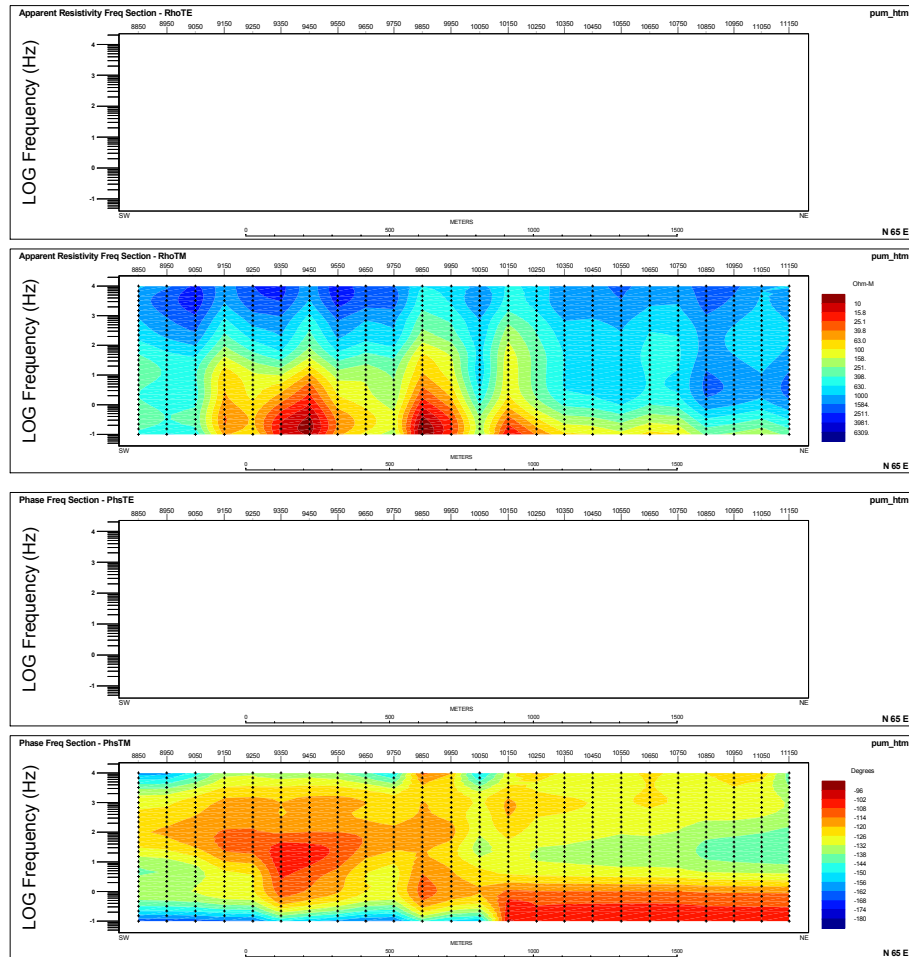 Apparent Resistivity Freq Section - RhoTE pum_htm
8850 8950 9050 9150 9250 9350 9450 9550 9650 9750 9850 9950 10050 10150 10250 10350 10450 10550 10650 10750 10850 10950 11050 11150
LOG Frequency (Hz)
4
3
2
1
0
-1
SW NE
METERS
0 500 1000 1500
N 65 E
Apparent Resistivity Freq Section - RhoTM pum_htm
8850 8950 9050 9150 9250 9350 9450 9550 9650 9750 9850 9950 10050 10150 10250 10350 10450 10550 10650 10750 10850 10950 11050 11150
LOG Frequency (Hz)
4
3
2
1
0
-1
Ohm-M
10
15.8
25.1
39.8
63.0
100
158.
251.
398.
630.
1000
1584.
2511.
3981.
6309.
SW NE
METERS
0 500 1000 1500
N 65 E
Phase Freq Section - PhsTE pum_htm
8850 8950 9050 9150 9250 9350 9450 9550 9650 9750 9850 9950 10050 10150 10250 10350 10450 10550 10650 10750 10850 10950 11050 11150
LOG Frequency (Hz)
4
3
2
1
0
-1
SW NE
METERS
0 500 1000 1500
N 65 E
Phase Freq Section - PhsTM pum_htm
8850 8950 9050 9150 9250 9350 9450 9550 9650 9750 9850 9950 10050 10150 10250 10350 10450 10550 10650 10750 10850 10950 11050 11150
LOG Frequency (Hz)
4
3
2
1
0
-1
Degrees
-96
-102
-108
-114
-120
-126
-132
-138
-144
-150
-156
-162
-168
-174
-180
SW NE
METERS
0 500 1000 1500
N 65 E